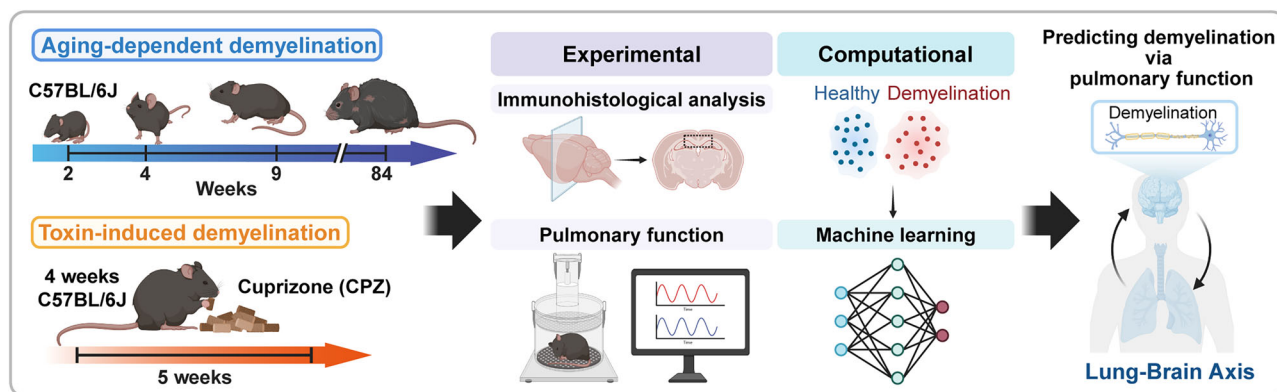 Aging-dependent demyelination
C57BL/6J
2
4
9
84
Weeks
Toxin-induced demyelination
4 weeks
C57BL/6J
Cuprizone (CPZ)
5 weeks
Experimental
Immunohistological analysis
Pulmonary function
Time
Time
Computational
Healthy Demyelination
Machine learning
Predicting demyelination
via
pulmonary function
Demyelination
Lung-Brain Axis